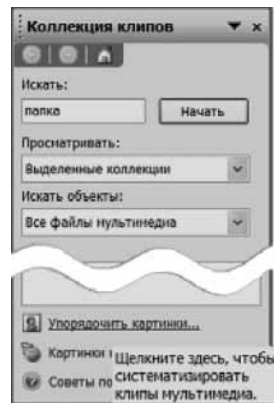 Коллекция клипов
Искать:
папка
Начать
Просматривать:
Выделенные коллекции
Искать объекты:
Все файлы мультимедиа
Упорядочить картинки...
Картинки
Щелкните здесь, чтобы
Советы по
систематизировать
клипы мультимедиа.